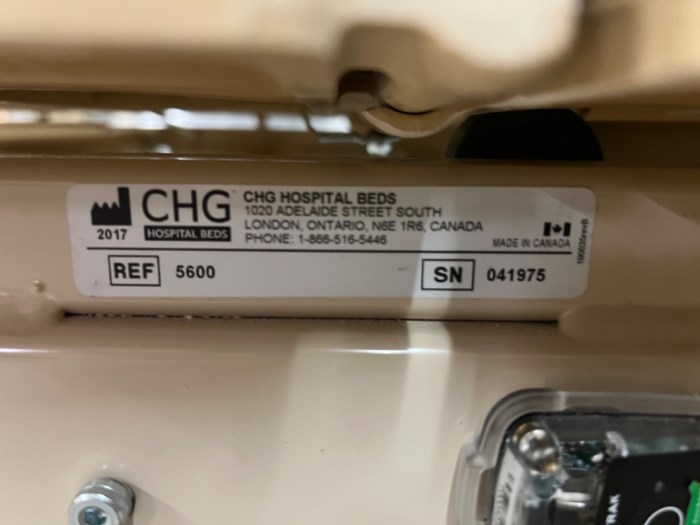 CHG
HOSPITAL BEDS
2017
CHG HOSPITAL BEDS
1020 ADELAIDE STREET SOUTH
LONDON, ONTARIO, N6E 1R6, CANADA
PHONE: 1-866-516-5446
MADE IN CANADA
REF 5600
SN 041975